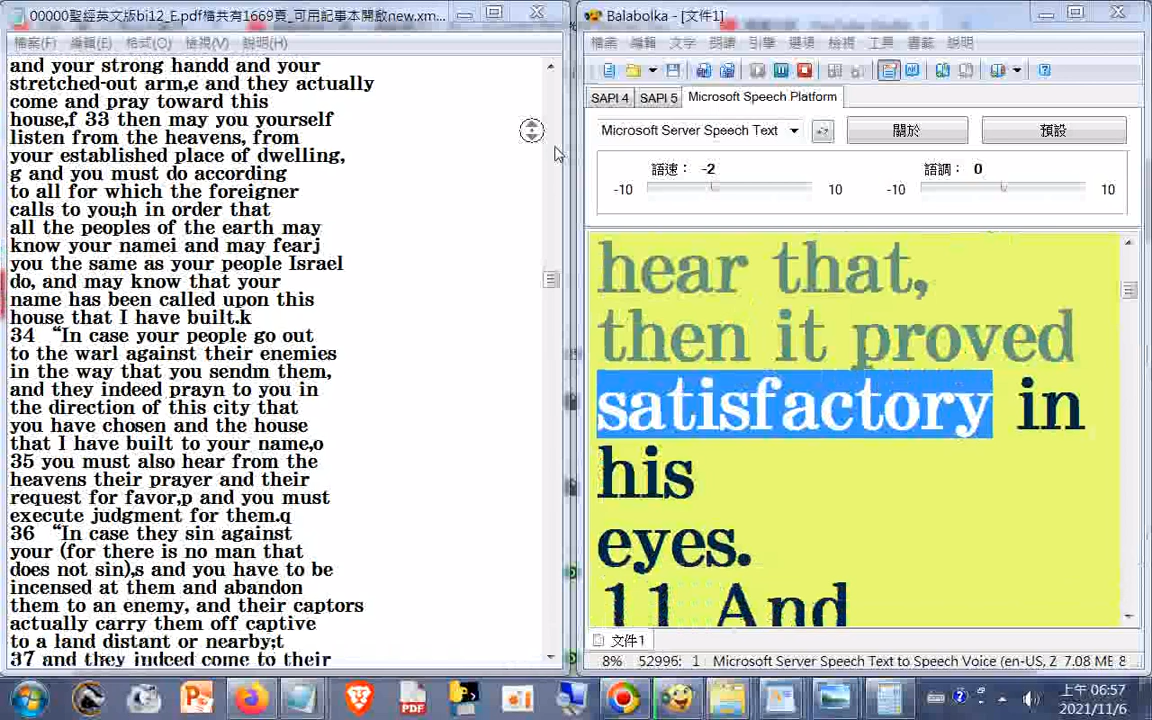 00000聖經英文版bi12_E.pdf檔共有1669頁_可用記事本開啟new.xm...
檔案(F) 編輯(E) 格式(O) 檢視(V) 說明(H)
and your strong handd and your
stretched-out arm,e and they actually
come and pray toward this
house,f 33 then may you yourself
listen from the heavens, from
your established place of dwelling,
g and you must do according
to all for which the foreigner
calls to you;h in order that
all the peoples of the earth may
know your namei and may fearj
you the same as your people Israel
do, and may know that your
name has been called upon this
house that I have built.k
34 “In case your people go out
to the warl against their enemies
in the way that you sendm them,
and they indeed prayn to you in
the direction of this city that
you have chosen and the house
that I have built to your name,o
35 you must also hear from the
heavens their prayer and their
request for favor,p and you must
execute judgment for them.q
36 “In case they sin against
your (for there is no man that
does not sin),s and you have to be
incensed at them and abandon
them to an enemy, and their captors
actually carry them off captive
to a land distant or nearby;t
37 and they indeed come to their
Balabolka - [文件1]
檔案 編輯 文字 朗讀 引擎 選項 檢視 工具 書籤 說明
SAPI 4 SAPI 5 Microsoft Speech Platform
Microsoft Server Speech Text 關於 預設
語速： -2 語調： 0
-10 10 -10 10
hear that,
then it proved
satisfactory in
his
eyes.
11 And
文件1
8% 52996: 1 Microsoft Server Speech Text to Speech Voice (en-US, 2 7.08 MB 8
PDF
上午 06:57
2021/11/6